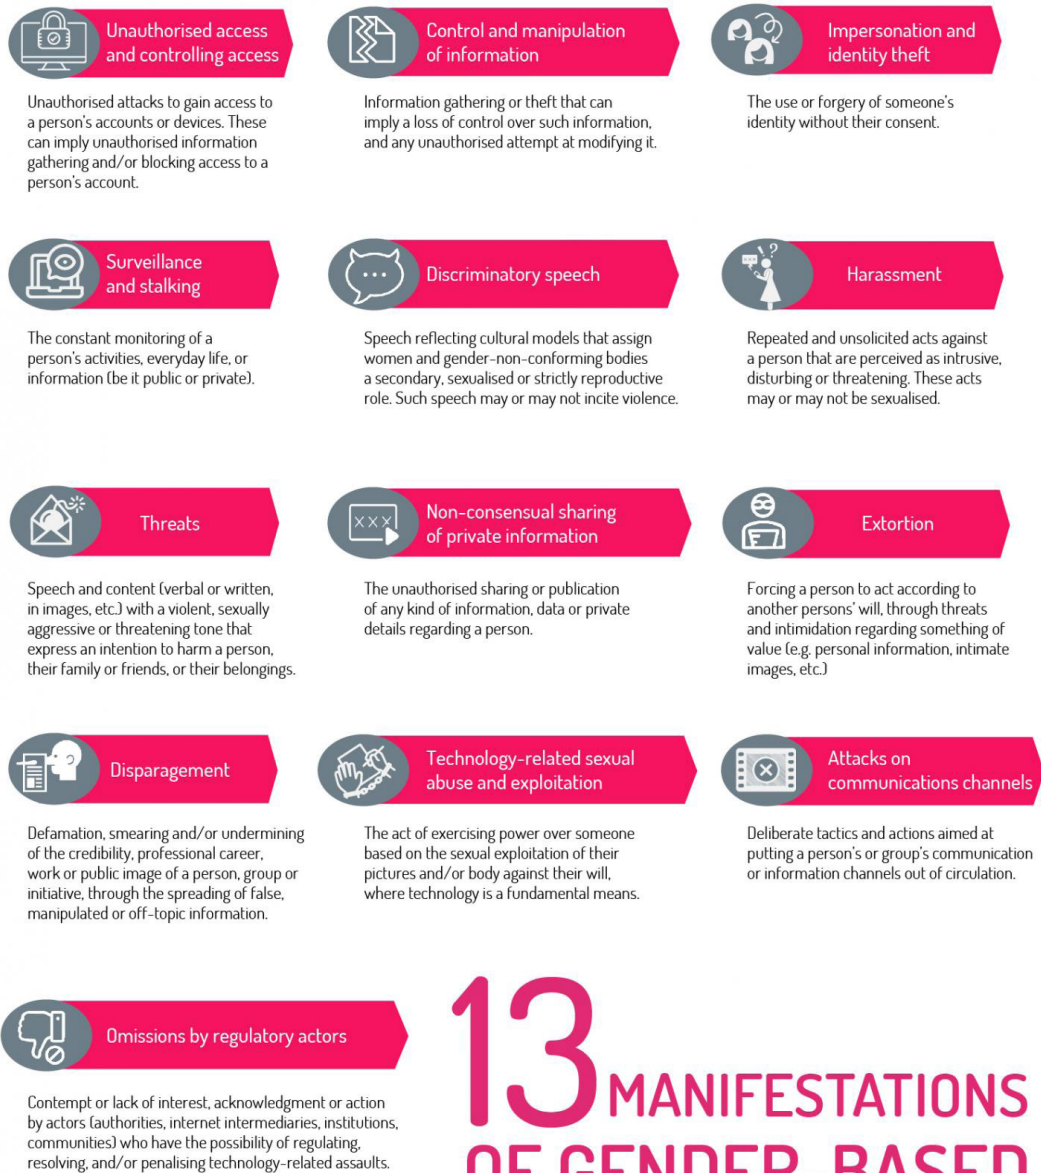 Unauthorised access
and controlling access
Unauthorised attacks to gain access to
a person's accounts or devices. These
can imply unauthorised information
gathering and/or blocking access to a
person's account.
Control and manipulation
of information
Information gathering or theft that can
imply a loss of control over such information,
and any unauthorised attempt at modifying it.
Impersonation and
identity theft
The use or forgery of someone's
identity without their consent.
Surveillance
and stalking
The constant monitoring of a
person's activities, everyday life, or
information (be it public or private).
Discriminatory speech
Speech reflecting cultural models that assign
women and gender-non-conforming bodies
a secondary, sexualised or strictly reproductive
role. Such speech may or may not incite violence.
!?
Harassment
Repeated and unsolicited acts against
a person that are perceived as intrusive,
disturbing or threatening. These acts
may or may not be sexualised.
Threats
Speech and content (verbal or written,
in images, etc.) with a violent, sexually
aggressive or threatening tone that
express an intention to harm a person,
their family or friends, or their belongings.
XXX
Non-consensual sharing
of private information
The unauthorised sharing or publication
of any kind of information, data or private
details regarding a person.
Extortion
Forcing a person to act according to
another persons' will, through threats
and intimidation regarding something of
value (e.g. personal information, intimate
images, etc.)
Disparagement
Defamation, smearing and/or undermining
of the credibility, professional career,
work or public image of a person, group or
initiative, through the spreading of false,
manipulated or off-topic information.
Technology-related sexual
abuse and exploitation
The act of exercising power over someone
based on the sexual exploitation of their
pictures and/or body against their will,
where technology is a fundamental means.
Attacks on
communications channels
Deliberate tactics and actions aimed at
putting a person's or group's communication
or information channels out of circulation.
Omissions by regulatory actors
Contempt or lack of interest, acknowledgment or action
by actors (authorities, internet intermediaries, institutions,
communities) who have the possibility of regulating,
resolving, and/or penalising technology-related assaults.
13 MANIFESTATIONS
OF GENDER-BASED